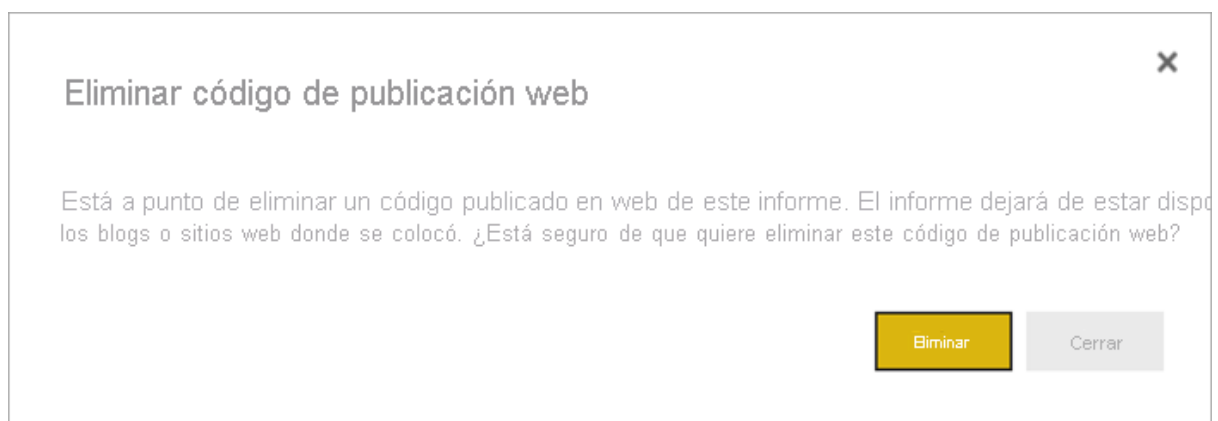 Eliminar código de publicación web
Está a punto de eliminar un código publicado en web de este informe. El informe dejará de estar dispo
los blogs o sitios web donde se colocó. ¿Está seguro de que quiere eliminar este código de publicación web?
Eliminar
Cerrar